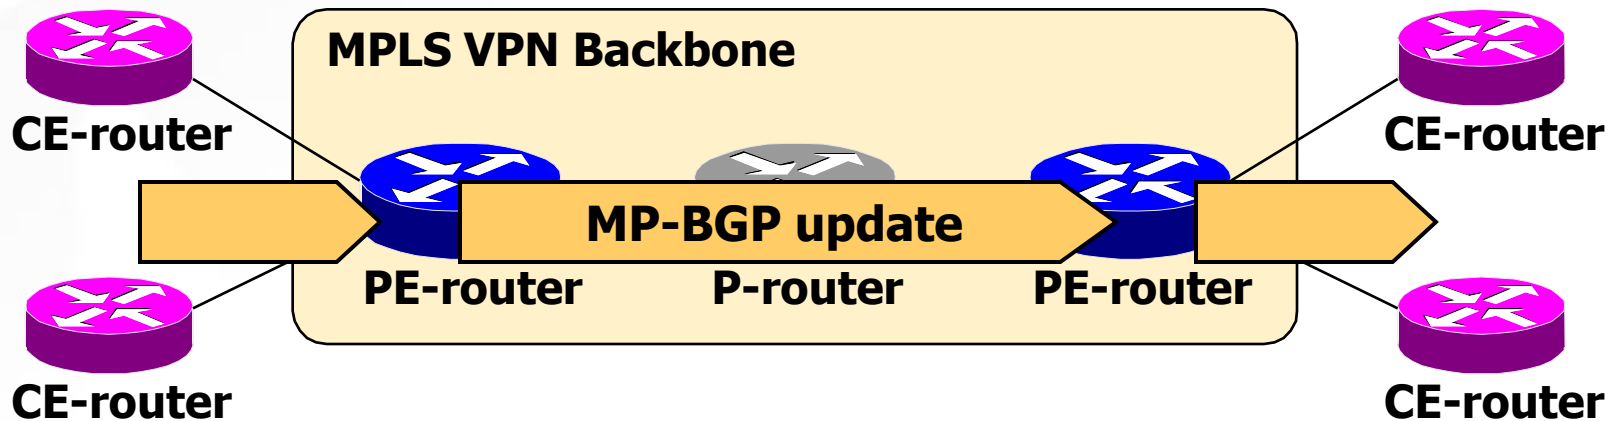 MPLS VPN Backbone
CE-router
CE-router
MP-BGP update
PE-router
P-router
PE-router
CE-router
CE-router